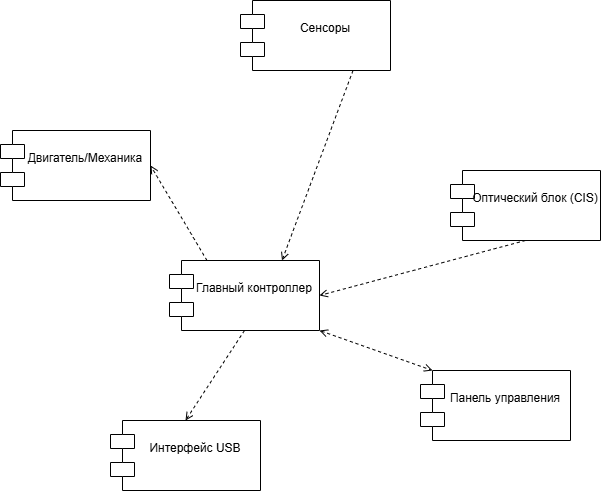 Сенсоры
Двигатель/Механика
Оптический блок (CIS)
Главный контроллер
Панель управления
Интерфейс USB